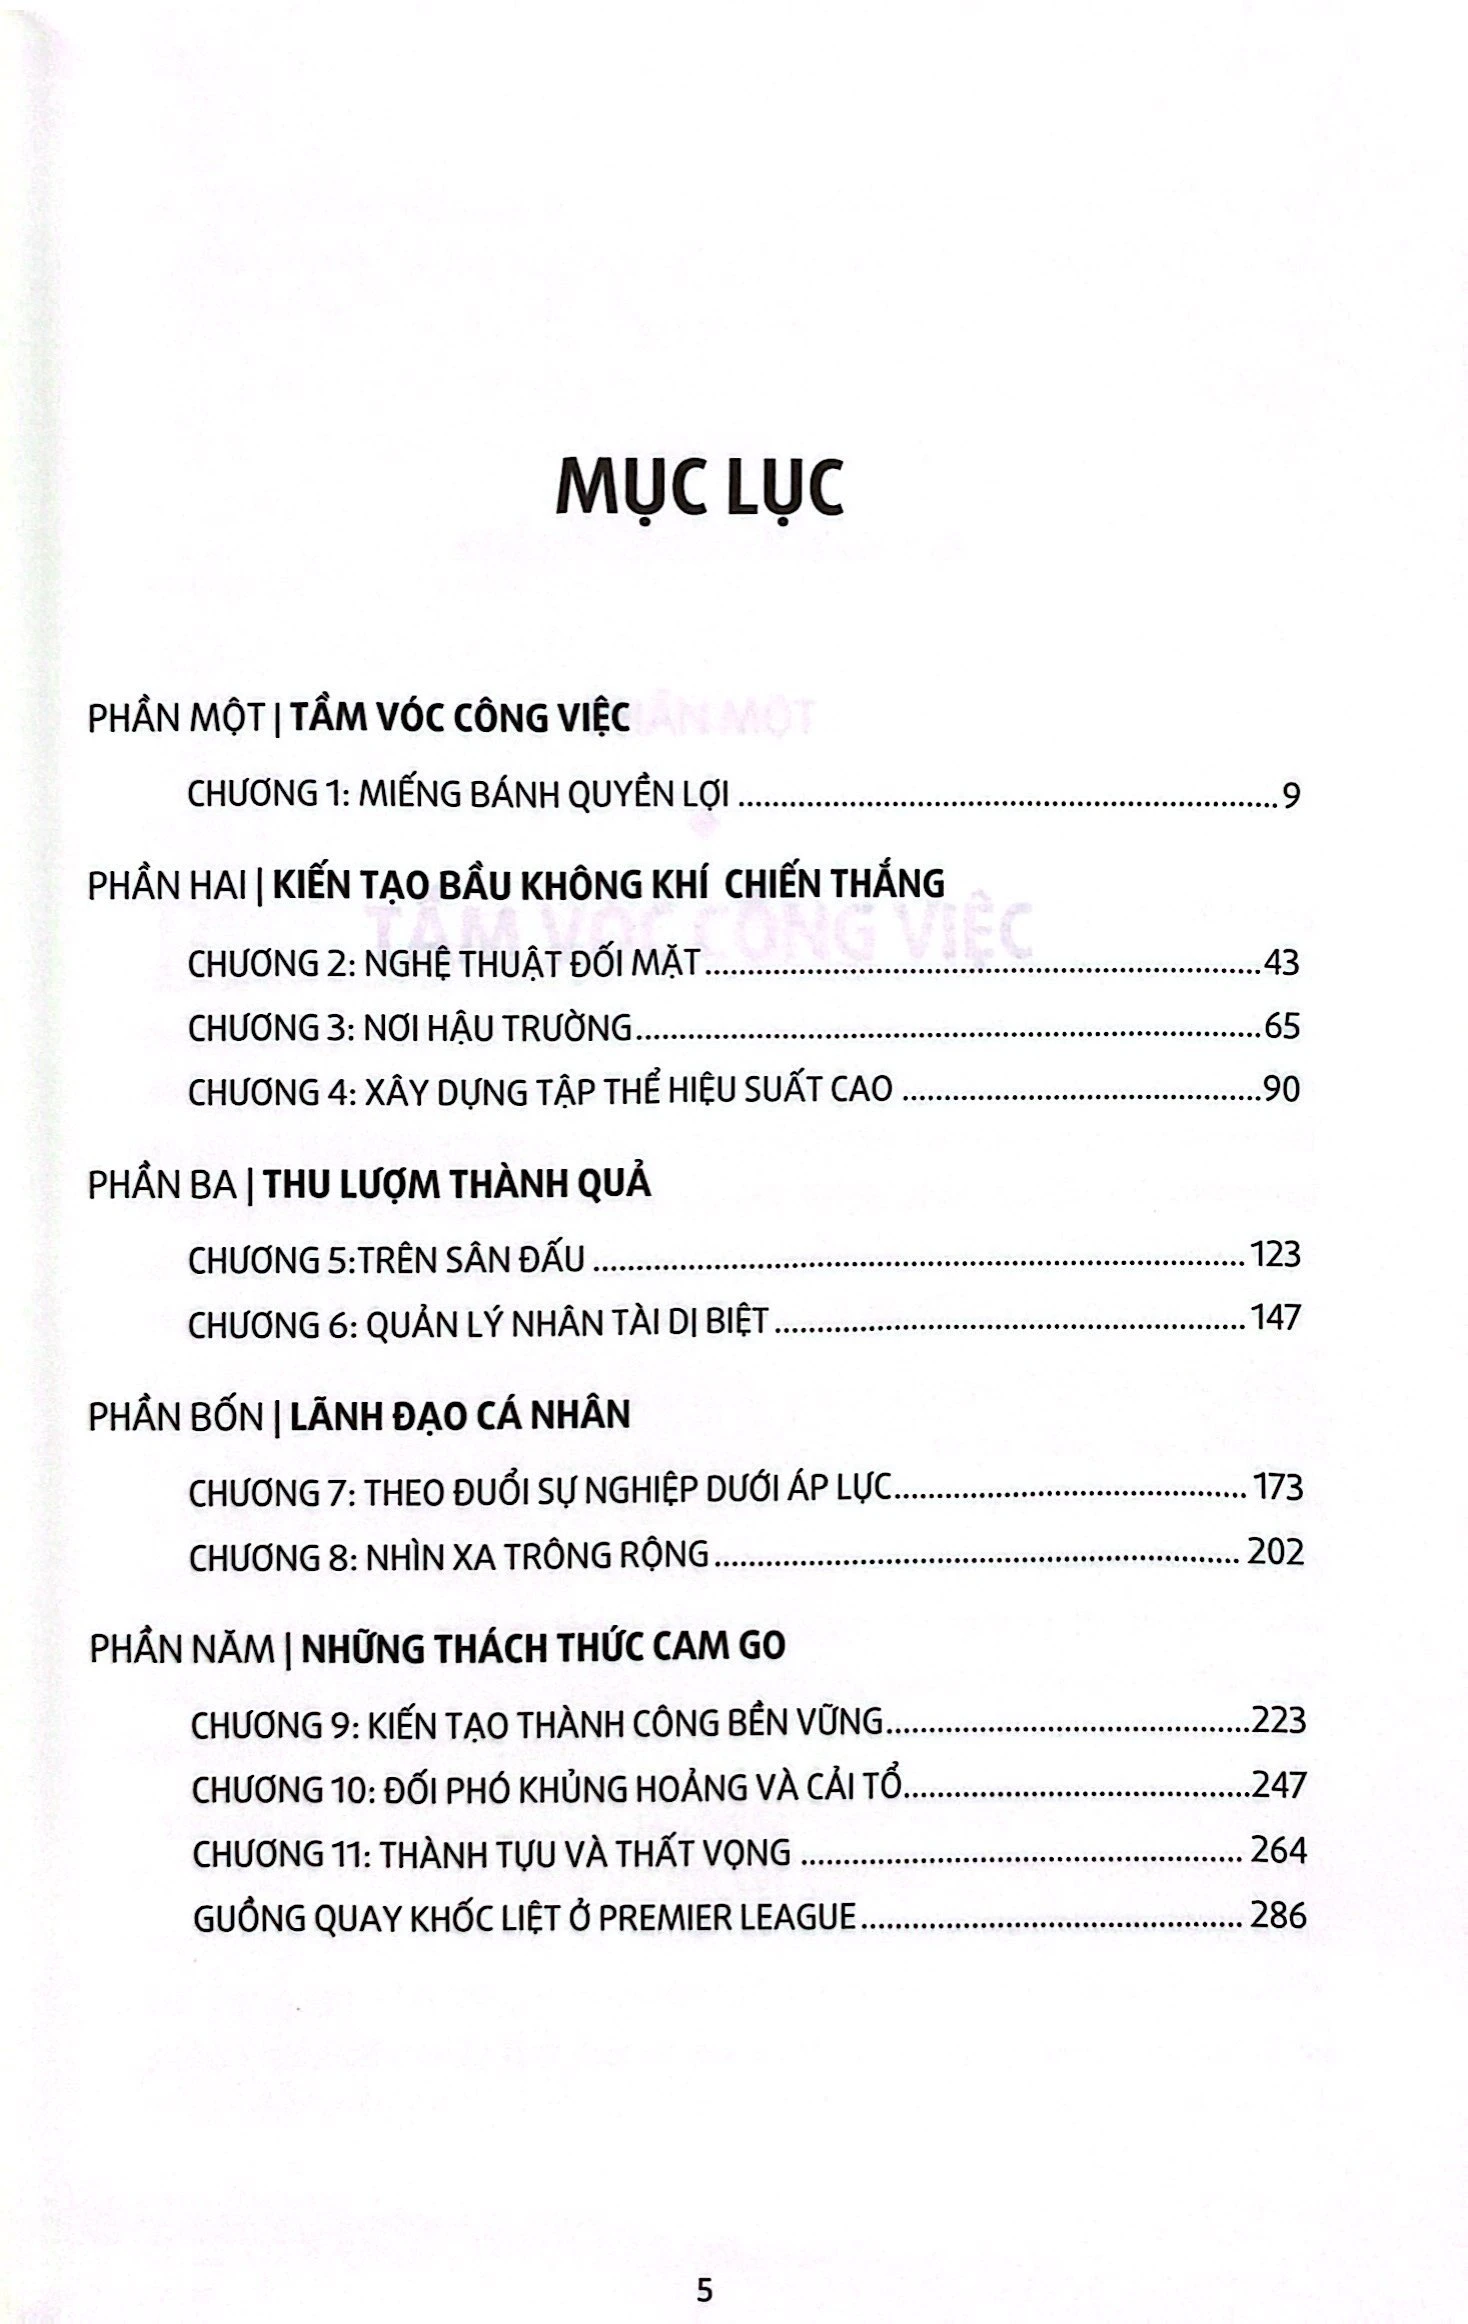 MỤC LỤC
PHẦN MỘT | TẦM VÓC CÔNG VIỆC
CHƯƠNG 1: MIẾNG BÁNH QUYỀN LỢI ........................................ 9
PHẦN HAI | KIẾN TẠO BẦU KHÔNG KHÍ CHIẾN THẮNG
CHƯƠNG 2: NGHỆ THUẬT ĐỐI MẶT........................................43
CHƯƠNG 3: NƠI HẬU TRƯỜNG........................................65
CHƯƠNG 4: XÂY DỰNG TẬP THỂ HIỆU SUẤT CAO ........................................90
PHẦN BA | THU LƯỢM THÀNH QUẢ
CHƯƠNG 5:TRÊN SÂN ĐẤU ........................................ 123
CHƯƠNG 6: QUẢN LÝ NHÂN TÀI DỊ BIỆT........................................ 147
PHẦN BỐN | LÃNH ĐẠO CÁ NHÂN
CHƯƠNG 7: THEO ĐUỔI SỰ NGHIỆP DƯỚI ÁP LỰC........................................ 173
CHƯƠNG 8: NHÌN XA TRÔNG RỘNG........................................ 202
PHẦN NĂM | NHỮNG THÁCH THỨC CAM GO
CHƯƠNG 9: KIẾN TẠO THÀNH CÔNG BỀN VỮNG........................................223
CHƯƠNG 10: ĐỐI PHÓ KHỦNG HOẢNG VÀ CẢI TỔ........................................247
CHƯƠNG 11: THÀNH TỰU VÀ THẤT VỌNG ........................................ 264
GUỒNG QUAY KHỐC LIỆT Ở PREMIER LEAGUE........................................ 286
5